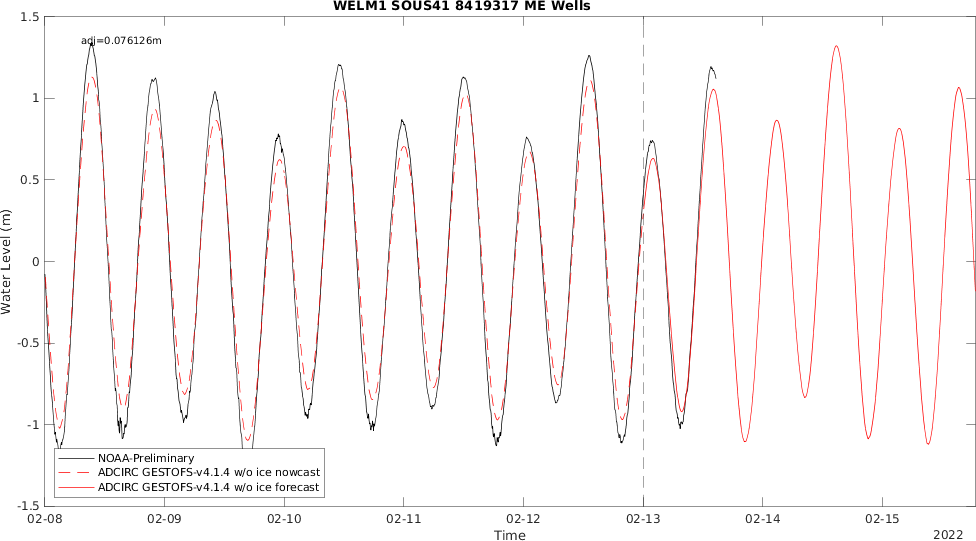 WELM1 SOUS41 8419317 ME Wells
adj=0.076126m
1.5
1
0.5
0
-0.5
-1
-1.5
Water Level (m)
NOAA-Preliminary
ADCIRC GESTOFS-v4.1.4 w/o ice nowcast
ADCIRC GESTOFS-v4.1.4 w/o ice forecast
02-08 02-09 02-10 02-11 02-12 02-13 02-14 02-15
Time
2022